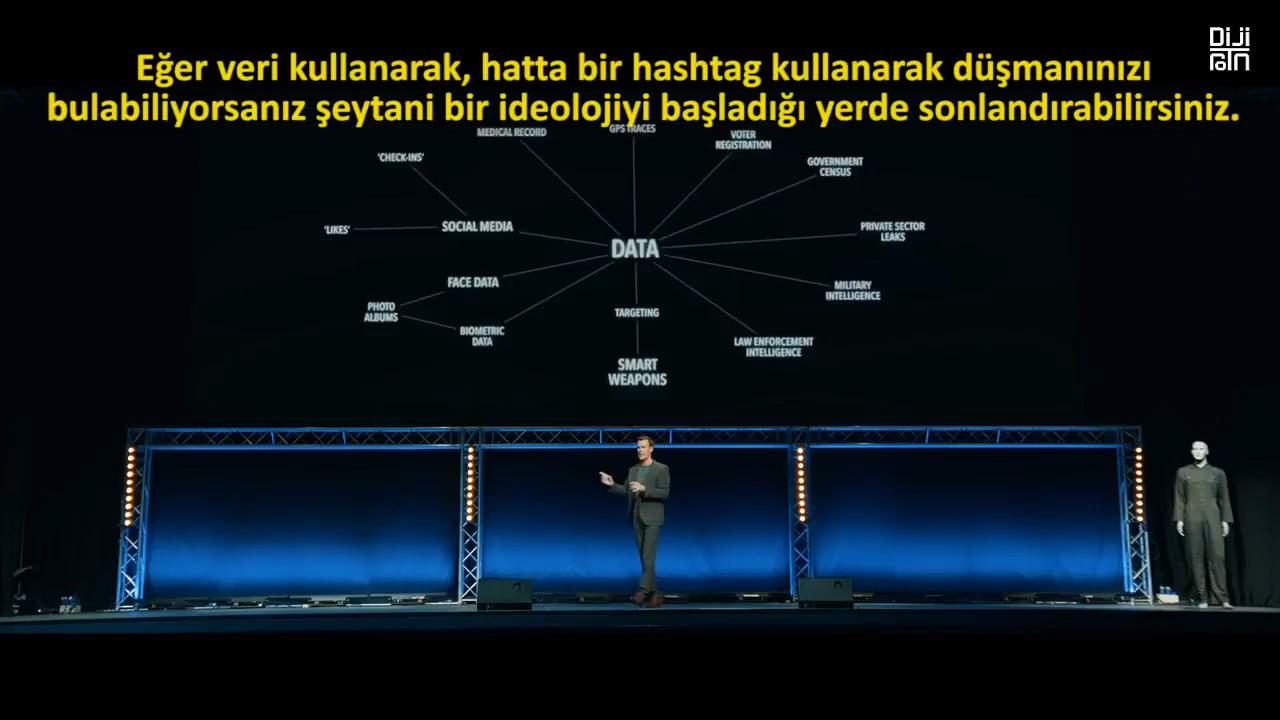 Diji
Eğer veri kullanarak, hatta bir hashtag kullanarak düşmanınızı
bulabiliyorsanız şeytani bir ideolojiyi başladığı yerde sonlandırabilirsiniz.
MEDICAL RECORD
GPS TRACES
VOTER
REGISTRATION
'CHECK-INS'
GOVERNMENT
CENSUS
'LIKES'
SOCIAL MEDIA
DATA
PRIVATE SECTOR
LEAKS
FACE DATA
MILITARY
INTELLIGENCE
PHOTO
ALBUMS
TARGETING
BIOMETRIC
DATA
LAW ENFORCEMENT
INTELLIGENCE
SMART
WEAPONS